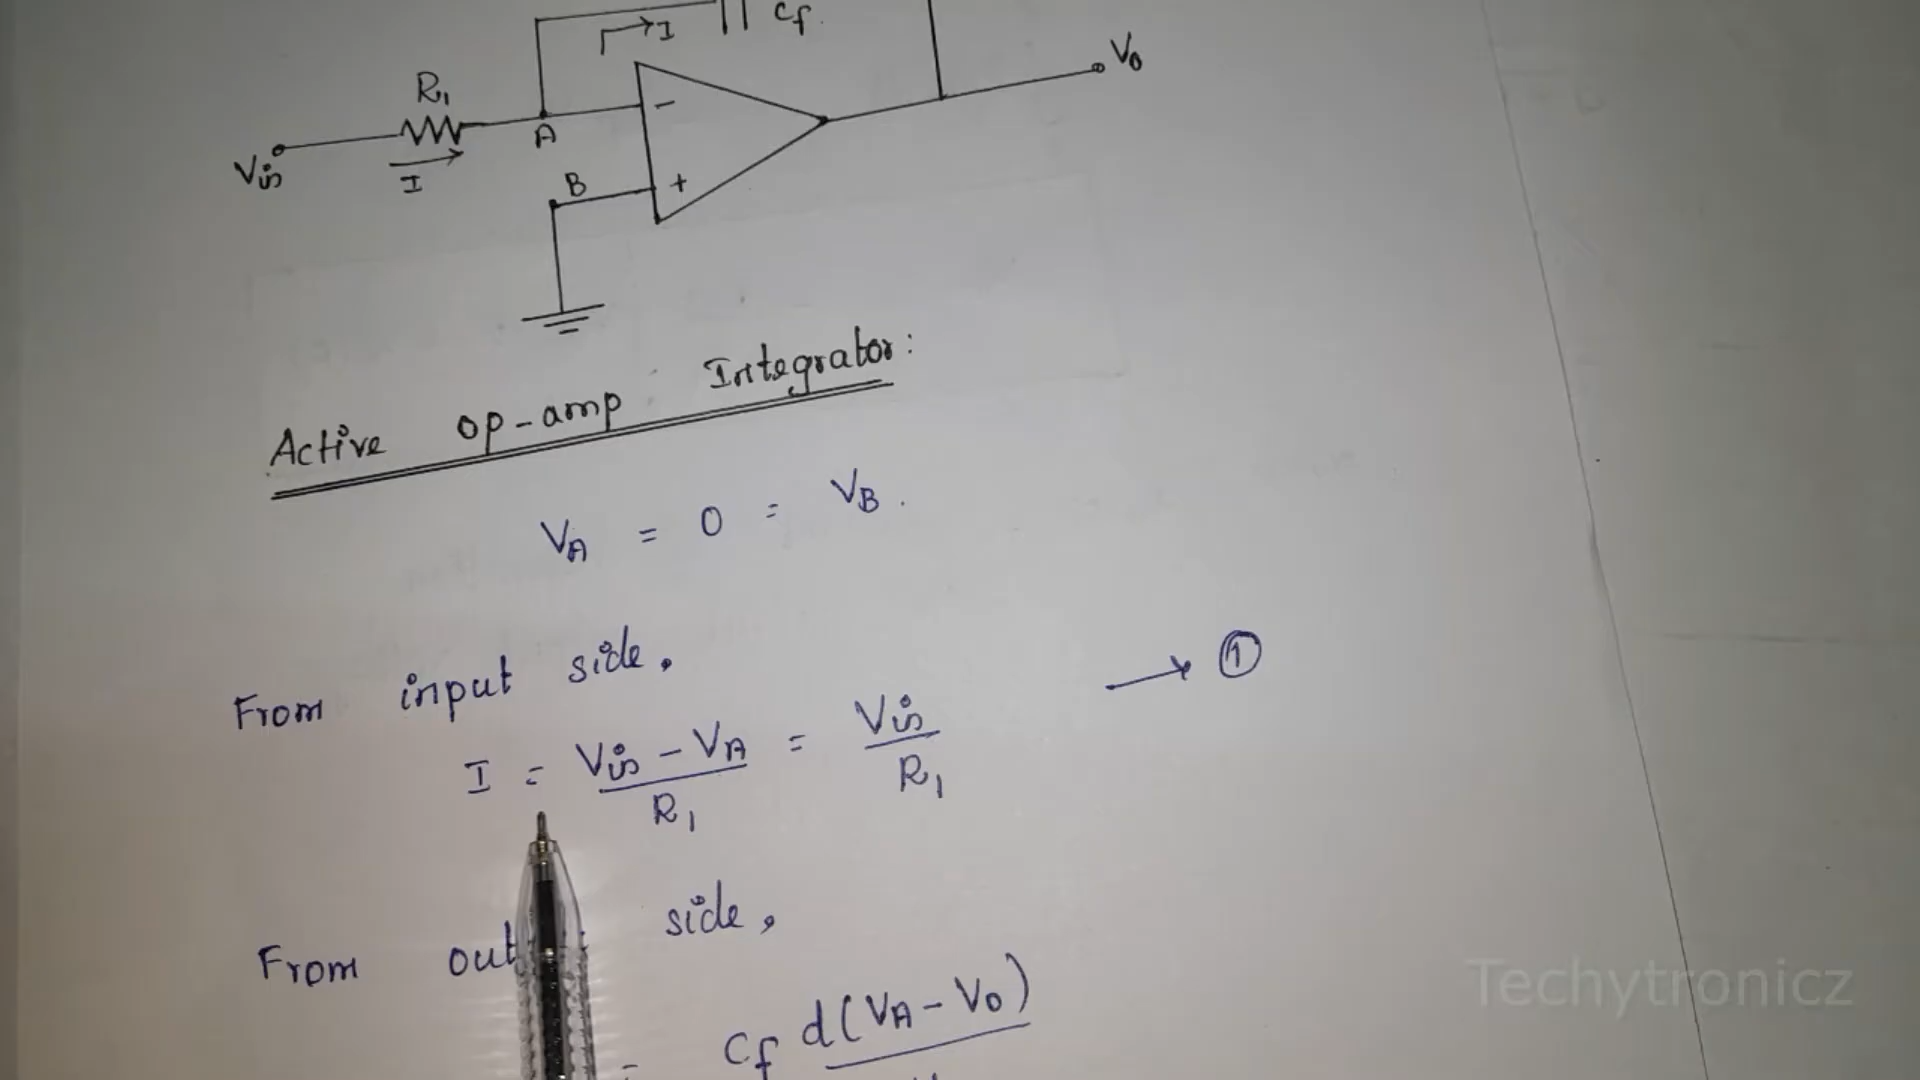 I Cf
V0
R1
A
Vin
I
B
-
+
Active op-amp Integrator:
VA = 0 = VB.
From input side,
I = Vin - VA / R1 = Vin / R1 → ①
From out side,
= Cf d(VA - V0)
Techytronicz